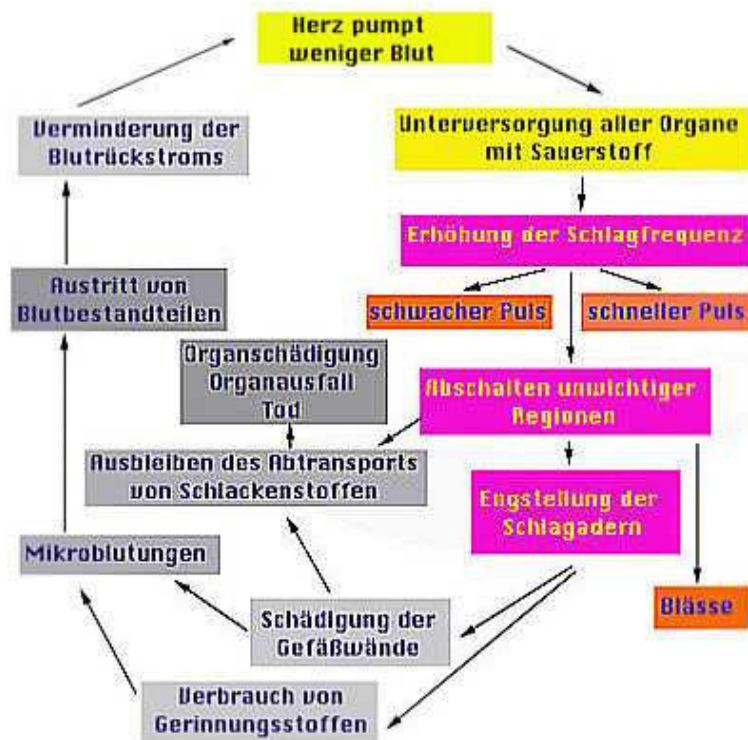 Herz pumpt
weniger Blut
Verminderung der
Blutrückstroms
Unterversorgung aller Organe
mit Sauerstoff
Erhöhung der Schlagfrequenz
Austritt von
Blutbestandteilen
schwacher Puls
schneller Puls
Organschädigung
Organausfall
Tod
Abschalten unwichtiger
Regionen
Ausbleiben des Abtransports
von Schlackenstoffen
Engstellung der
Schlagadern
Mikroblutungen
Blässe
Schädigung der
Gefäßwände
Verbrauch von
Gerinnungsstoffen